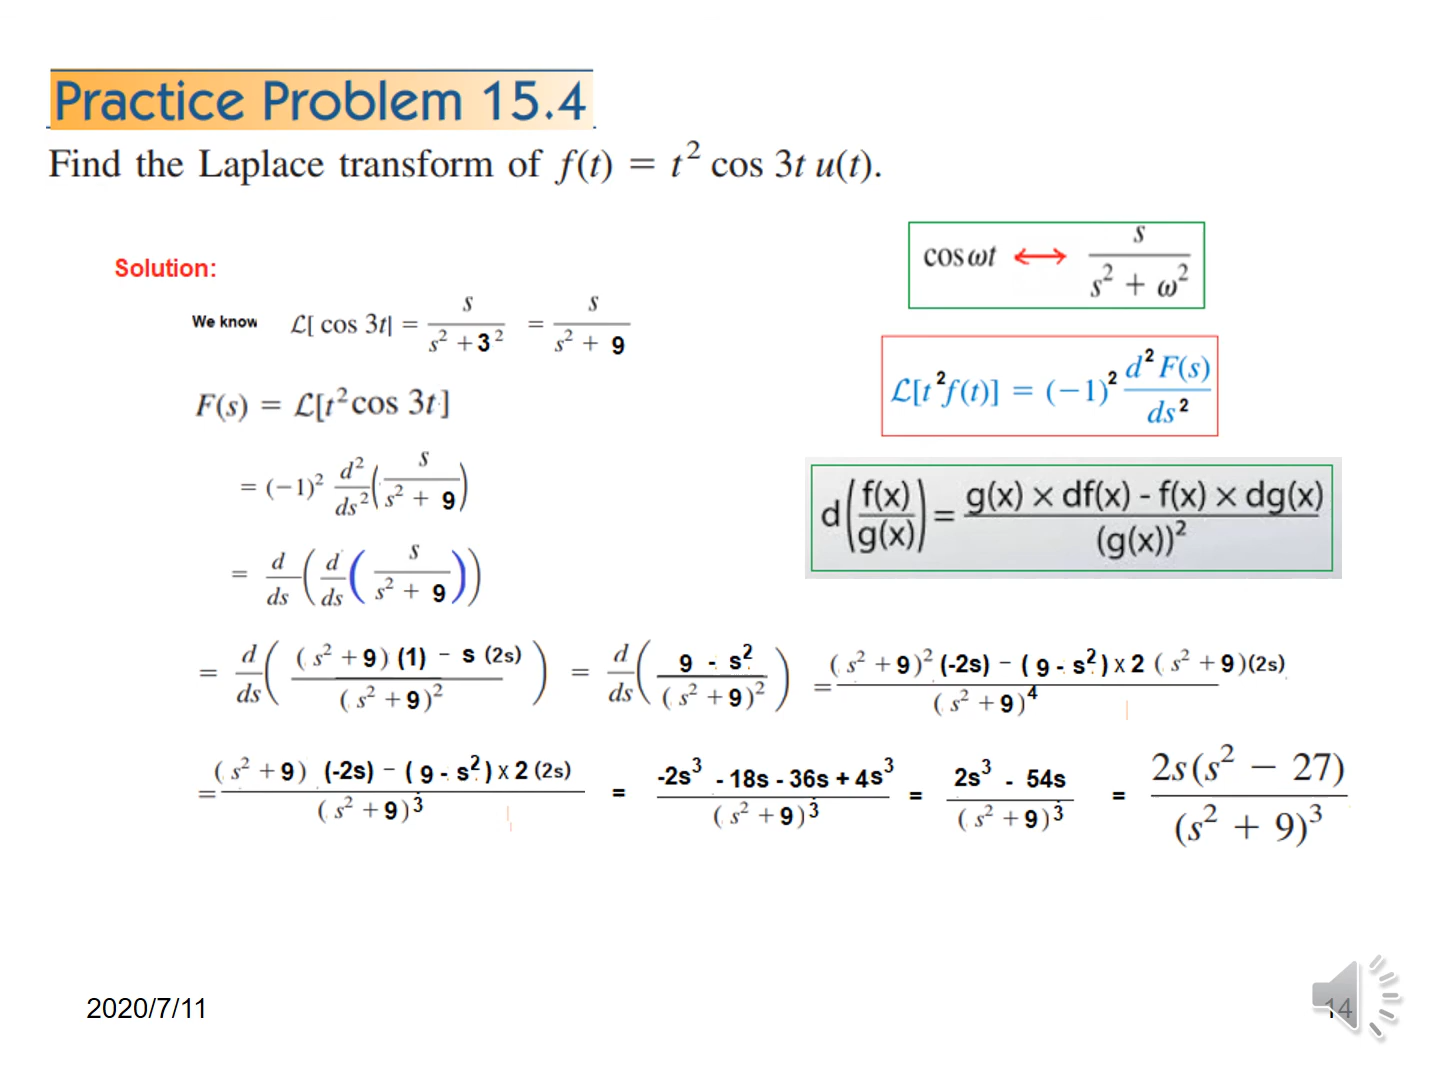 Practice Problem 15.4
Find the Laplace transform of f(t) = t² cos 3t u(t).
cos ωt ↔ s / (s² + ω²)
Solution:
We know ℒ[ cos 3t] = s / (s² + 3²) = s / (s² + 9)
ℒ[t²f(t)] = (−1)² d²F(s) / ds²
F(s) = ℒ[t² cos 3t]
= (−1)² d²/ds² (s / (s² + 9))
d(f(x)/g(x)) = (g(x) × df(x) - f(x) × dg(x)) / (g(x))²
= d/ds (d/ds (s / (s² + 9)))
= d/ds (((s² + 9)(1) − s(2s)) / (s² + 9)²) = d/ds ((9 - s²) / (s² + 9)²) = ((s² + 9)² (-2s) − (9 - s²) x 2 (s² + 9)(2s)) / (s² + 9)⁴
= ((s² + 9) (-2s) − (9 - s²) x 2 (2s)) / (s² + 9)³ = (-2s³ - 18s - 36s + 4s³) / (s² + 9)³ = (2s³ - 54s) / (s² + 9)³ = 2s(s² − 27) / (s² + 9)³
2020/7/11
14